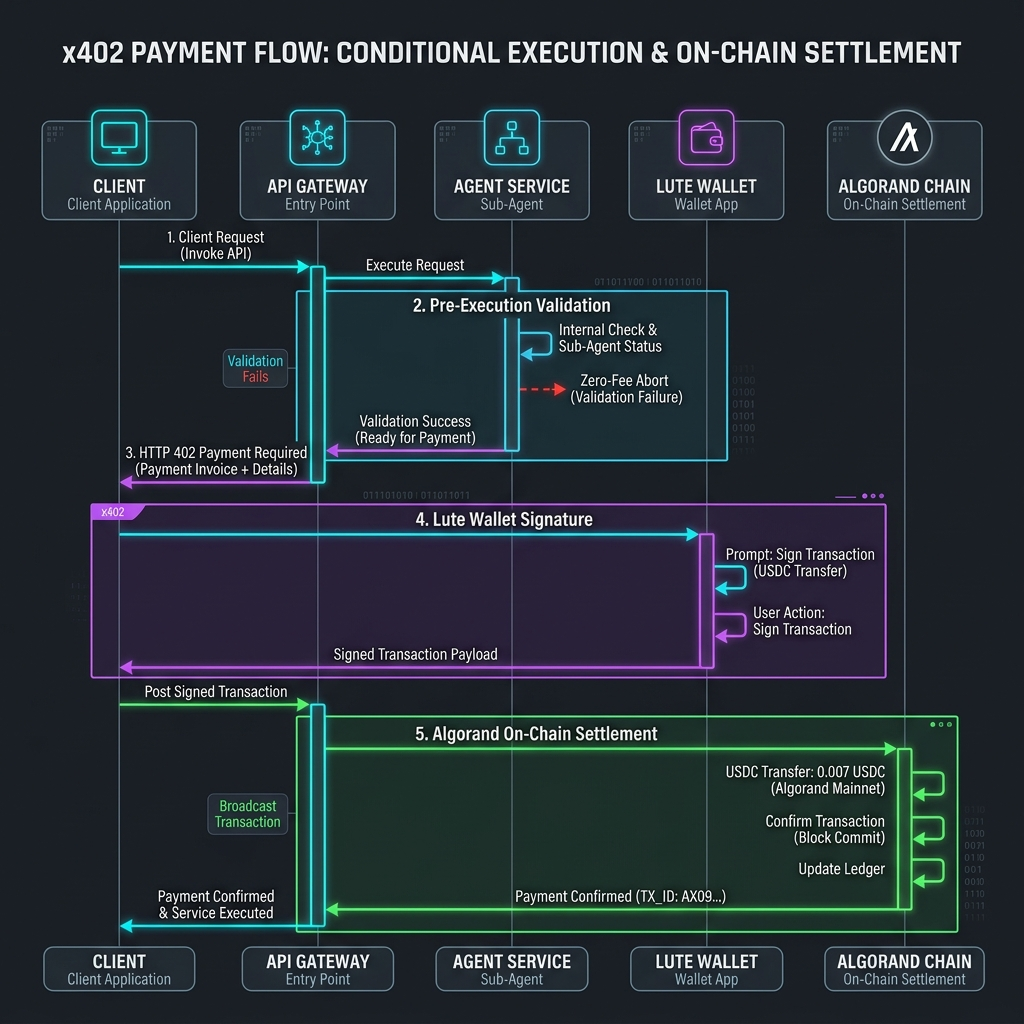 x402 PAYMENT FLOW: CONDITIONAL EXECUTION & ON-CHAIN SETTLEMENT
CLIENT
Client Application
API GATEWAY
Entry Point
AGENT SERVICE
Sub-Agent
LUTE WALLET
Wallet App
ALGORAND CHAIN
On-Chain Settlement
1. Client Request
(Invoke API)
Execute Request
2. Pre-Execution Validation
Internal Check &
Sub-Agent Status
Validation
Fails
Zero-Fee Abort
(Validation Failure)
Validation Success
(Ready for Payment)
3. HTTP 402 Payment Required
(Payment Invoice + Details)
x402
4. Lute Wallet Signature
Prompt: Sign Transaction
(USDC Transfer)
User Action:
Sign Transaction
Signed Transaction Payload
Post Signed Transaction
5. Algorand On-Chain Settlement
USDC Transfer: 0.007 USDC
(Algorand Mainnet)
Broadcast
Transaction
Confirm Transaction
(Block Commit)
Update Ledger
Payment Confirmed (TX_ID: AX09...)
Payment Confirmed
& Service Executed
CLIENT
Client Application
API GATEWAY
Entry Point
AGENT SERVICE
Sub-Agent
LUTE WALLET
Wallet App
ALGORAND CHAIN
On-Chain Settlement